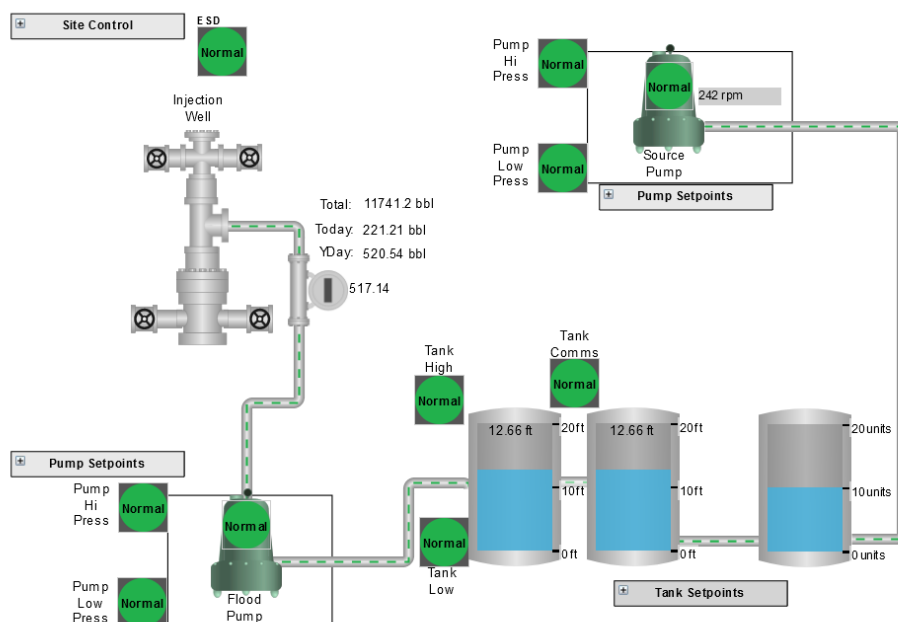 Site Control
ESD
Normal
Injection
Well
Total: 11741.2 bbl
Today: 221.21 bbl
YDay: 520.54 bbl
517.14
Pump
Hi
Press
Normal
Normal
242 rpm
Pump
Low
Press
Normal
Source
Pump
Pump Setpoints
Tank
High
Normal
Tank
Comms
Normal
12.66 ft
20ft
10ft
0ft
12.66 ft
20ft
10ft
0ft
20units
10units
0 units
Pump Setpoints
Pump
Hi
Press
Normal
Normal
Pump
Low
Press
Normal
Flood
Pump
Normal
Tank
Low
Tank Setpoints